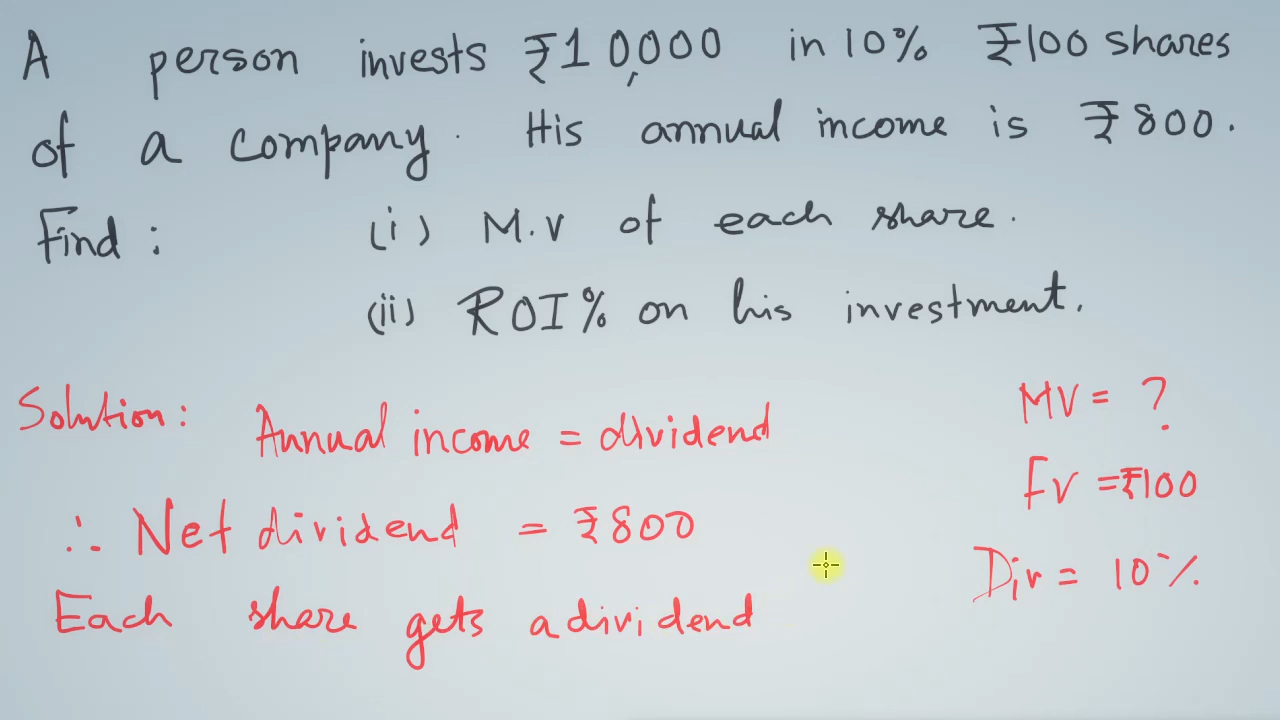 A person invests ₹10,000 in 10% ₹100 shares
of a company. His annual income is ₹800.
Find: (i) M.V of each share.
(ii) ROI% on his investment.
Solution: Annual income = dividend
∴ Net dividend = ₹800
Each share gets a dividend
MV = ?
FV = ₹100
Div = 10%